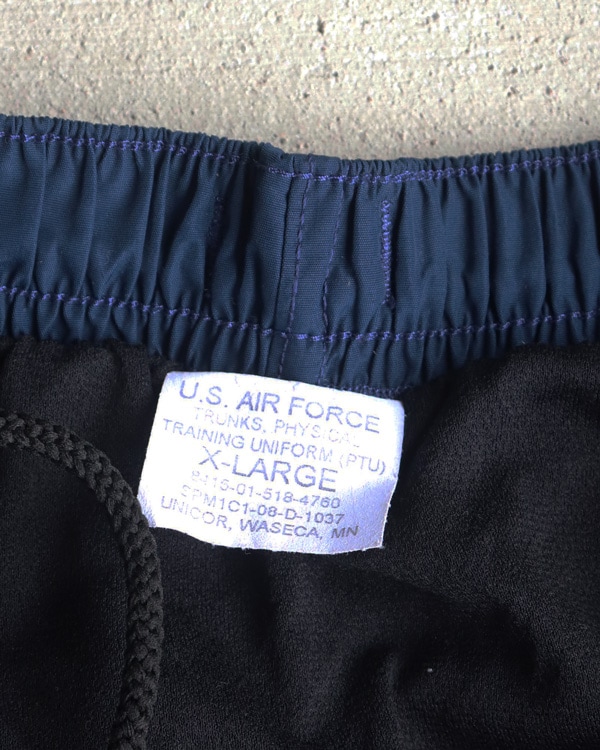 U.S. AIR FORCE
TRUNKS, PHYSICAL
TRAINING UNIFORM (PTU)
X-LARGE
8415-01-518-4760
SPM1C1-08-D-1037
UNICOR, WASECA, MN